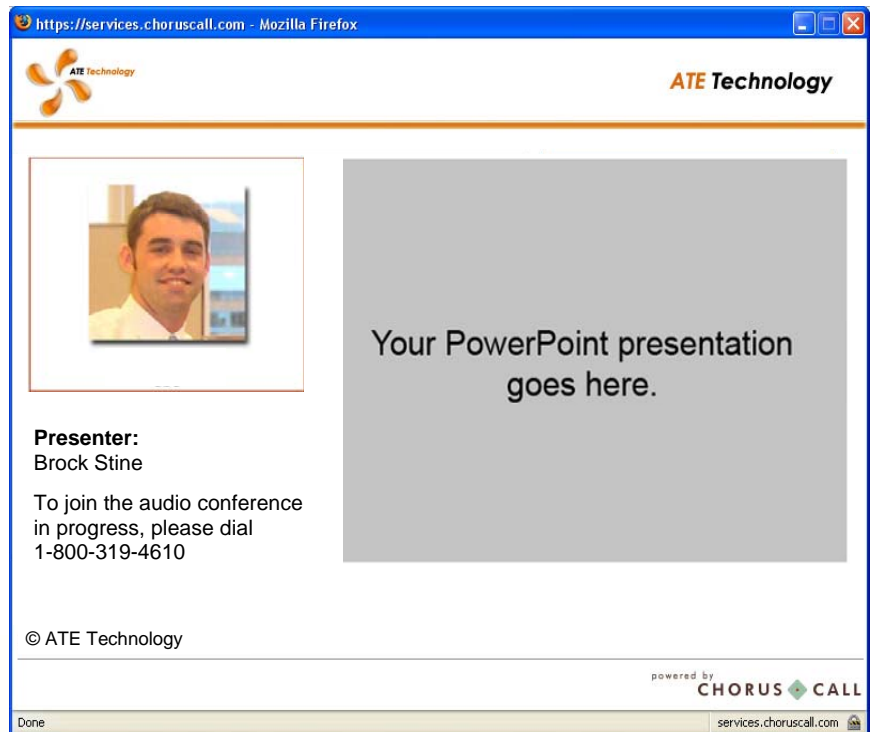 https://services.choruscall.com - Mozilla Firefox
ATE Technology
ATE Technology
Your PowerPoint presentation
goes here.
Presenter:
Brock Stine
To join the audio conference
in progress, please dial
1-800-319-4610
© ATE Technology
powered by
CHORUS CALL
Done
services.choruscall.com